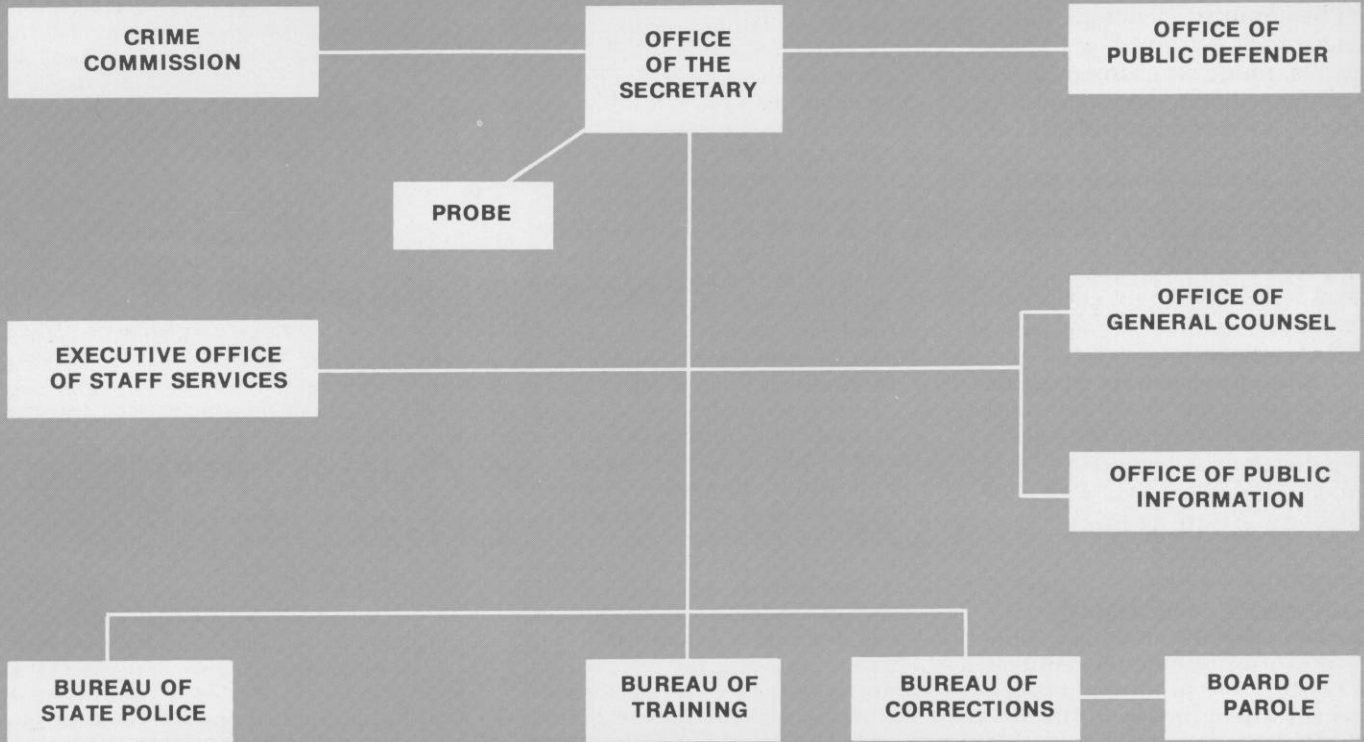 CRIME
COMMISSION
OFFICE
OF THE
SECRETARY
OFFICE OF
PUBLIC DEFENDER
PROBE
OFFICE OF
GENERAL COUNSEL
EXECUTIVE OFFICE
OF STAFF SERVICES
OFFICE OF PUBLIC
INFORMATION
BUREAU OF
STATE POLICE
BUREAU OF
TRAINING
BUREAU OF
CORRECTIONS
BOARD OF
PAROLE